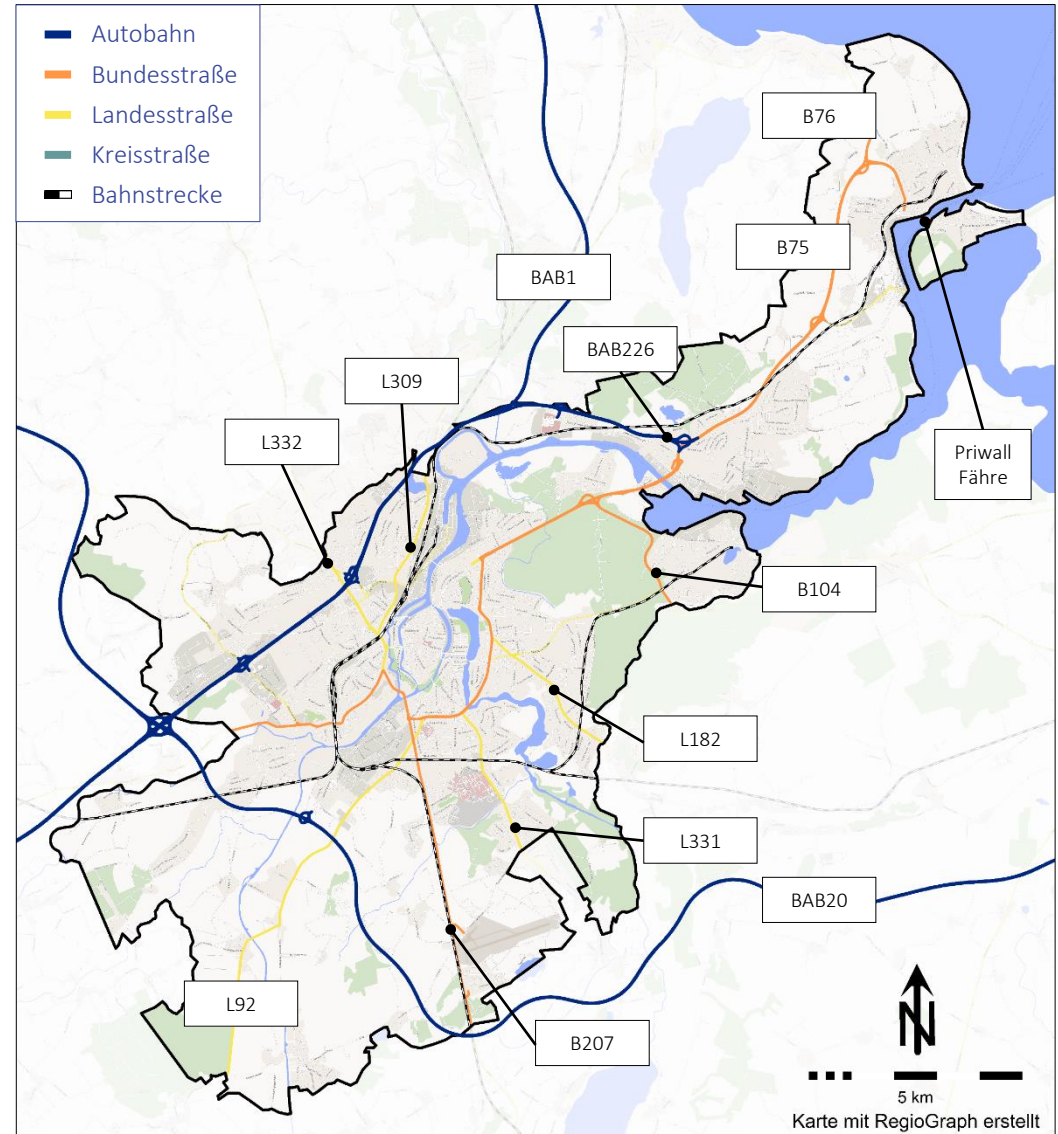 Autobahn
Bundesstraße
Landesstraße
Kreisstraße
Bahnstrecke
B76
B75
BAB1
BAB226
L309
L332
Priwall
Fähre
B104
L182
L331
BAB20
L92
B207
N
5 km
Karte mit RegioGraph erstellt